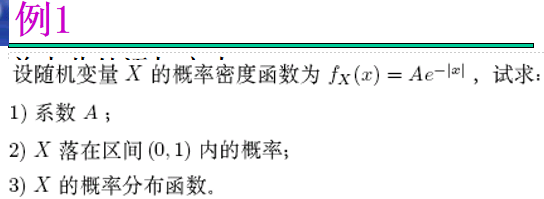 例1
设随机变量 X 的概率密度函数为 f_X(x) = Ae^{-|x|} ，试求：
1) 系数 A；
2) X 落在区间 (0, 1) 内的概率；
3) X 的概率分布函数。